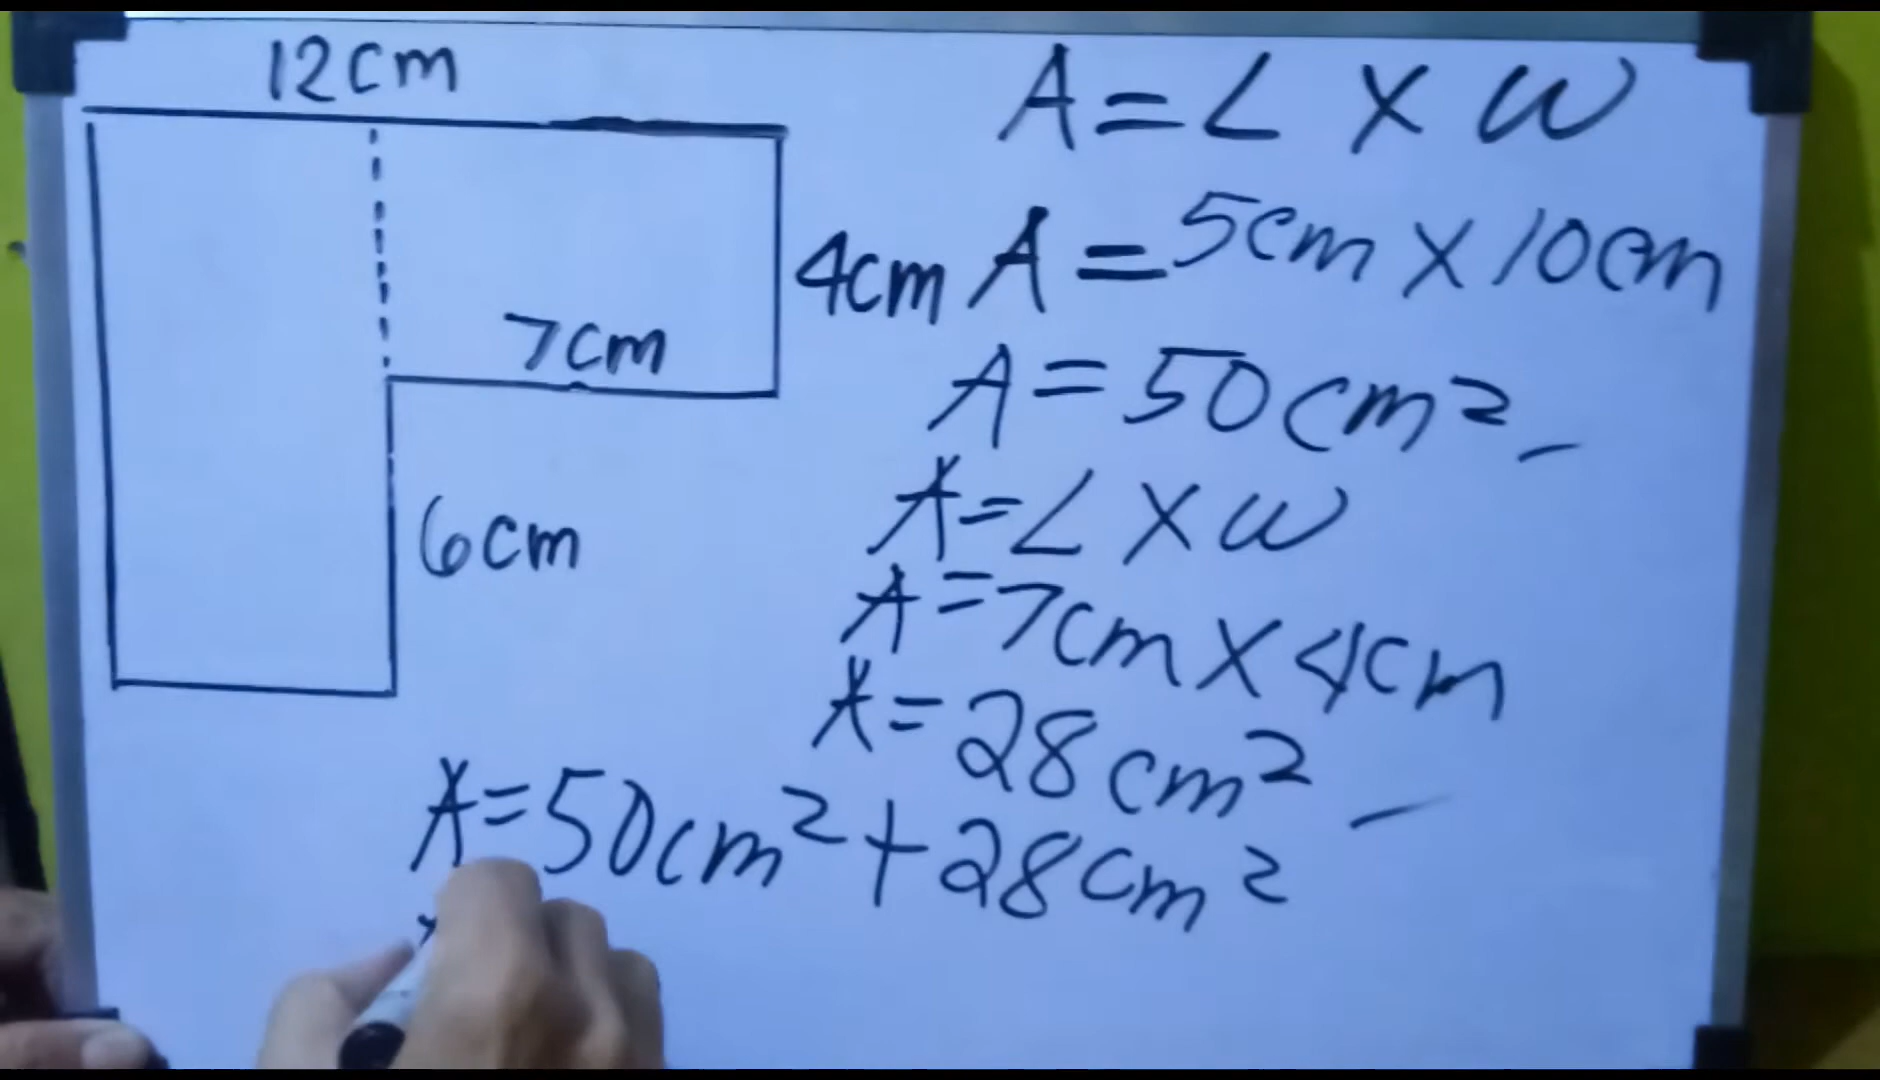 12cm
4cm
7cm
6cm
A = L X W
A = 5cm X 10cm
A = 50cm²
A = L X W
A = 7cm X 4cm
A = 28cm²
A = 50cm² + 28cm²